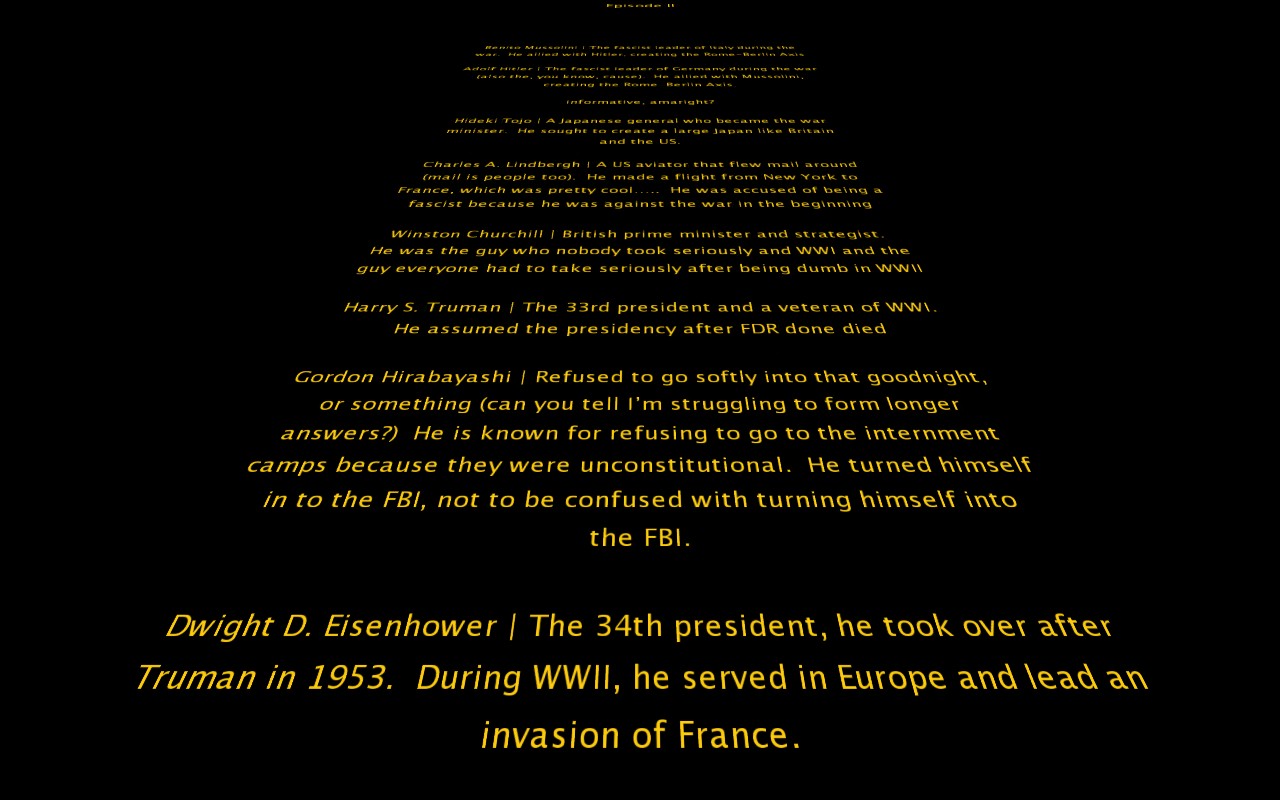 Episode II
Benito Mussolini | The fascist leader of Italy during the
war. He allied with Hitler, creating the Rome-Berlin Axis
Adolf Hitler | The fascist leader of Germany during the war
(also the, you know, cause). He allied with Mussolini,
creating the Rome Berlin Axis
informative, amaright?
Hideki Tojo | A Japanese general who became the war
minister. He sought to create a large Japan like Britain
and the US.
Charles A. Lindbergh | A US aviator that flew mail around
(mail is people too). He made a flight from New York to
France, which was pretty cool..... He was accused of being a
fascist because he was against the war in the beginning
Winston Churchill | British prime minister and strategist.
He was the guy who nobody took seriously and WWI and the
guy everyone had to take seriously after being dumb in WWII
Harry S. Truman | The 33rd president and a veteran of WWI.
He assumed the presidency after FDR done died
Gordon Hirabayashi | Refused to go softly into that goodnight,
or something (can you tell I'm struggling to form longer
answers?) He is known for refusing to go to the internment
camps because they were unconstitutional. He turned himself
in to the FBI, not to be confused with turning himself into
the FBI.
Dwight D. Eisenhower | The 34th president, he took over after
Truman in 1953. During WWII, he served in Europe and lead an
invasion of France.